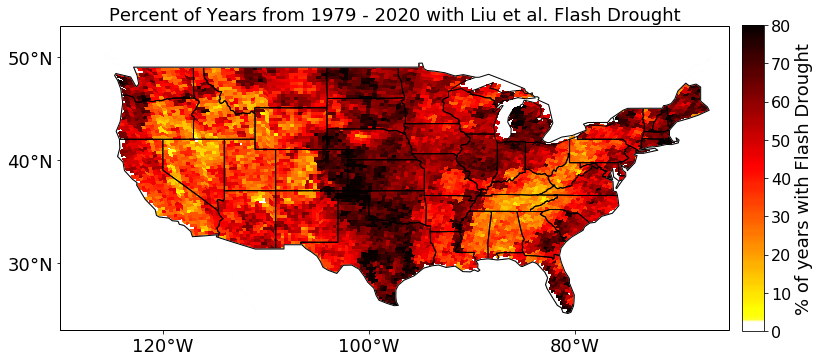 Percent of Years from 1979 - 2020 with Liu et al. Flash Drought
50°N
40°N
30°N
120°W 100°W 80°W
80
70
60
50
40
30
20
10
0
% of years with Flash Drought